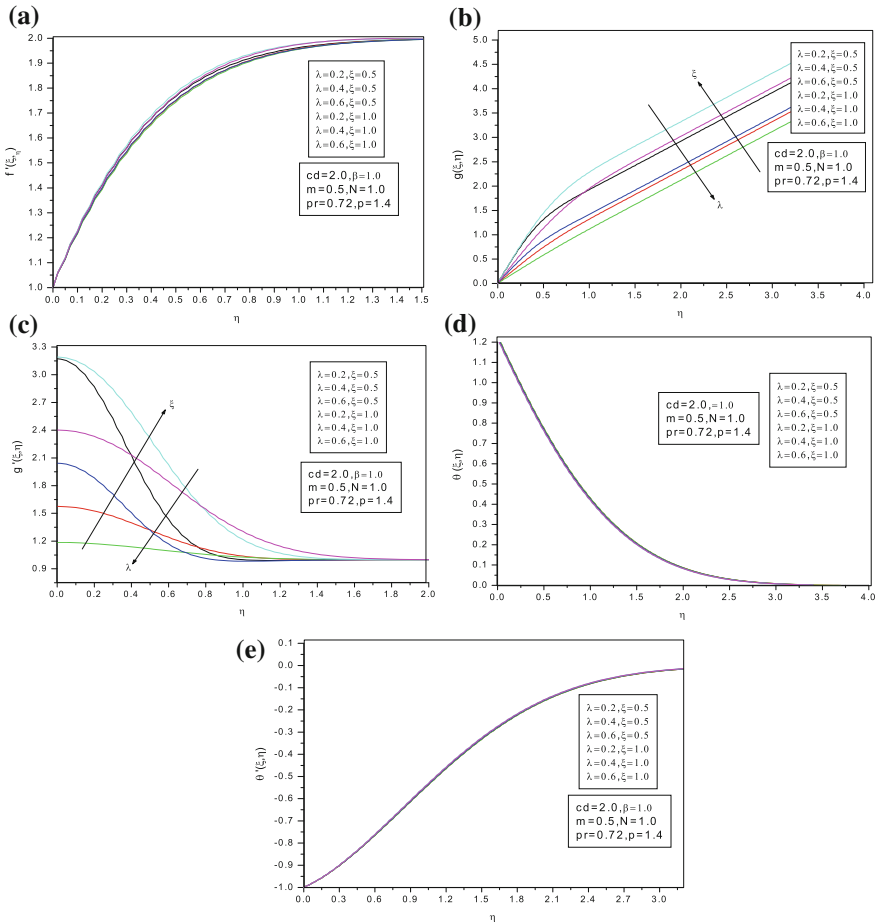 (a)
2.0
1.8
1.6
1.4
1.2
1.0
f '(ξ,η)
0.0 0.1 0.2 0.3 0.4 0.5 0.6 0.7 0.8 0.9 1.0 1.1 1.2 1.3 1.4 1.5
η
λ=0.2,ξ=0.5
λ=0.4,ξ=0.5
λ=0.6,ξ=0.5
λ=0.2,ξ=1.0
λ=0.4,ξ=1.0
λ=0.6,ξ=1.0
cd=2.0,β=1.0
m=0.5,N=1.0
pr=0.72,p=1.4
(b)
5.0
4.5
4.0
3.5
3.0
2.5
2.0
1.5
1.0
0.5
0.0
g(ξ,η)
0.0 0.5 1.0 1.5 2.0 2.5 3.0 3.5 4.0
η
ξ
λ
λ=0.2,ξ=0.5
λ=0.4,ξ=0.5
λ=0.6,ξ=0.5
λ=0.2,ξ=1.0
λ=0.4,ξ=1.0
λ=0.6,ξ=1.0
cd=2.0,β=1.0
m=0.5,N=1.0
pr=0.72,p=1.4
(c)
3.3
3.0
2.7
2.4
2.1
1.8
1.5
1.2
0.9
g '(ξ,η)
0.0 0.2 0.4 0.6 0.8 1.0 1.2 1.4 1.6 1.8 2.0
η
ξ
λ
λ=0.2,ξ=0.5
λ=0.4,ξ=0.5
λ=0.6,ξ=0.5
λ=0.2,ξ=1.0
λ=0.4,ξ=1.0
λ=0.6,ξ=1.0
cd=2.0,β=1.0
m=0.5,N=1.0
pr=0.72,p=1.4
(d)
1.2
1.1
1.0
0.9
0.8
0.7
0.6
0.5
0.4
0.3
0.2
0.1
0.0
θ (ξ,η)
0.0 0.5 1.0 1.5 2.0 2.5 3.0 3.5 4.0
η
cd=2.0,=1.0
m=0.5,N=1.0
pr=0.72,p=1.4
λ=0.2,ξ=0.5
λ=0.4,ξ=0.5
λ=0.6,ξ=0.5
λ=0.2,ξ=1.0
λ=0.4,ξ=1.0
λ=0.6,ξ=1.0
(e)
0.1
0.0
-0.1
-0.2
-0.3
-0.4
-0.5
-0.6
-0.7
-0.8
-0.9
-1.0
θ '(ξ,η)
0.0 0.3 0.6 0.9 1.2 1.5 1.8 2.1 2.4 2.7 3.0
η
λ=0.2,ξ=0.5
λ=0.4,ξ=0.5
λ=0.6,ξ=0.5
λ=0.2,ξ=1.0
λ=0.4,ξ=1.0
λ=0.6,ξ=1.0
cd=2.0,β=1.0
m=0.5,N=1.0
pr=0.72,p=1.4